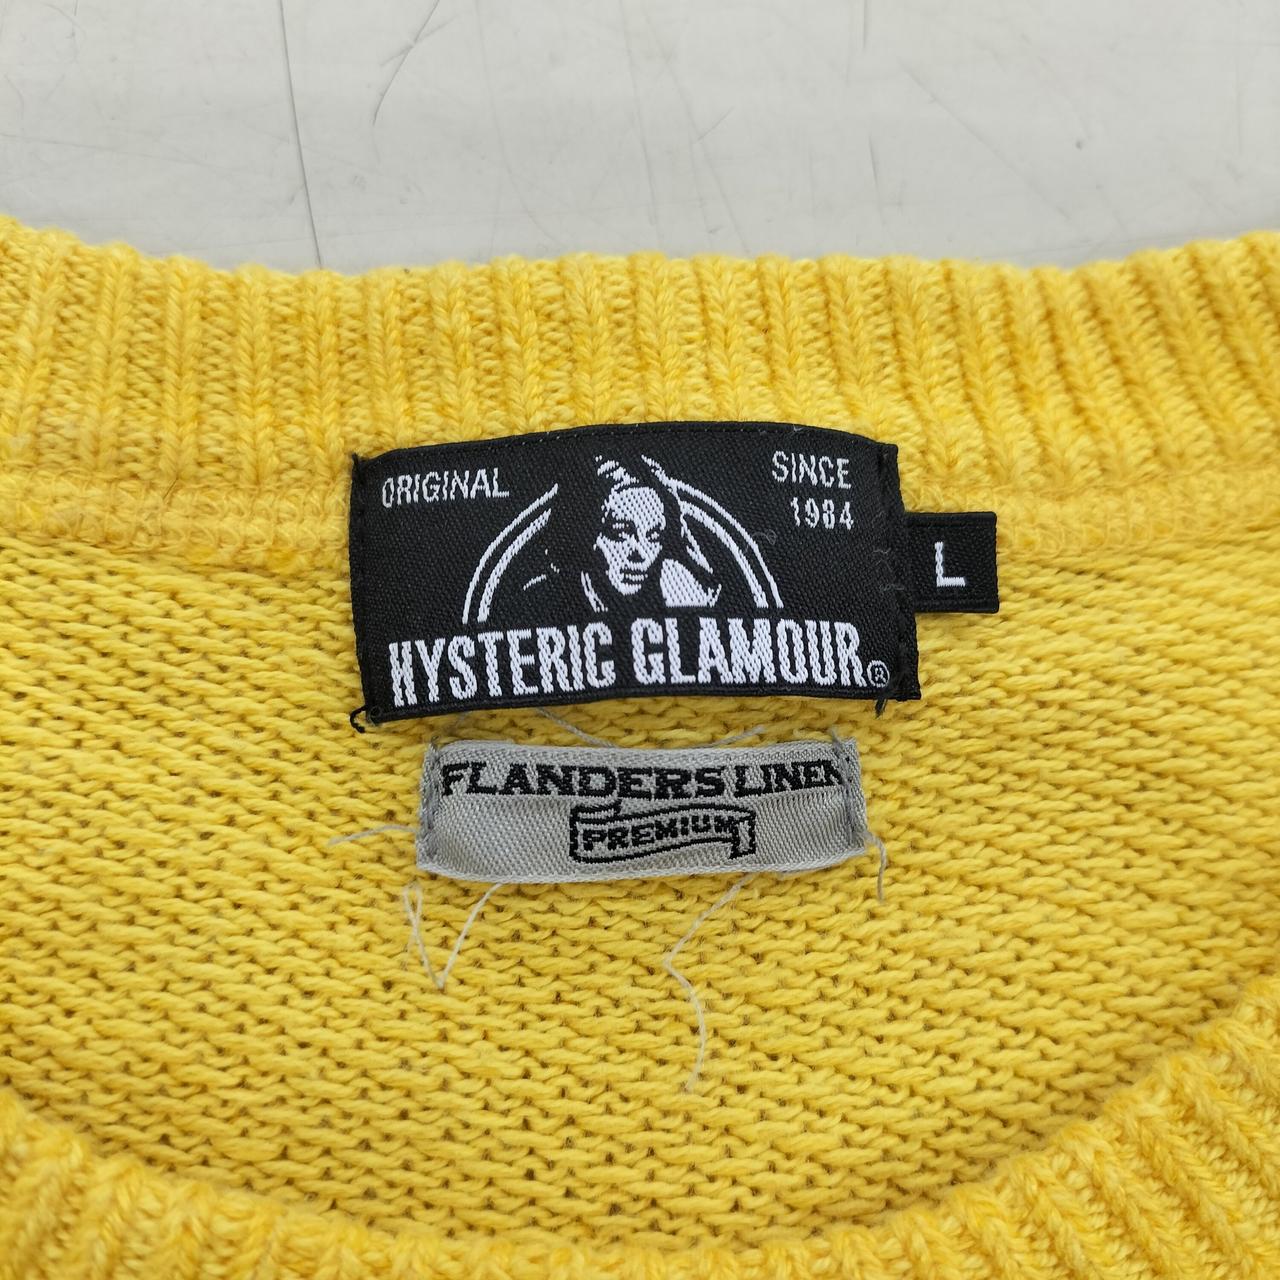 ORIGINAL
SINCE
1984
HYSTERIC GLAMOUR®
L
FLANDERS LINEN
PREMIUM